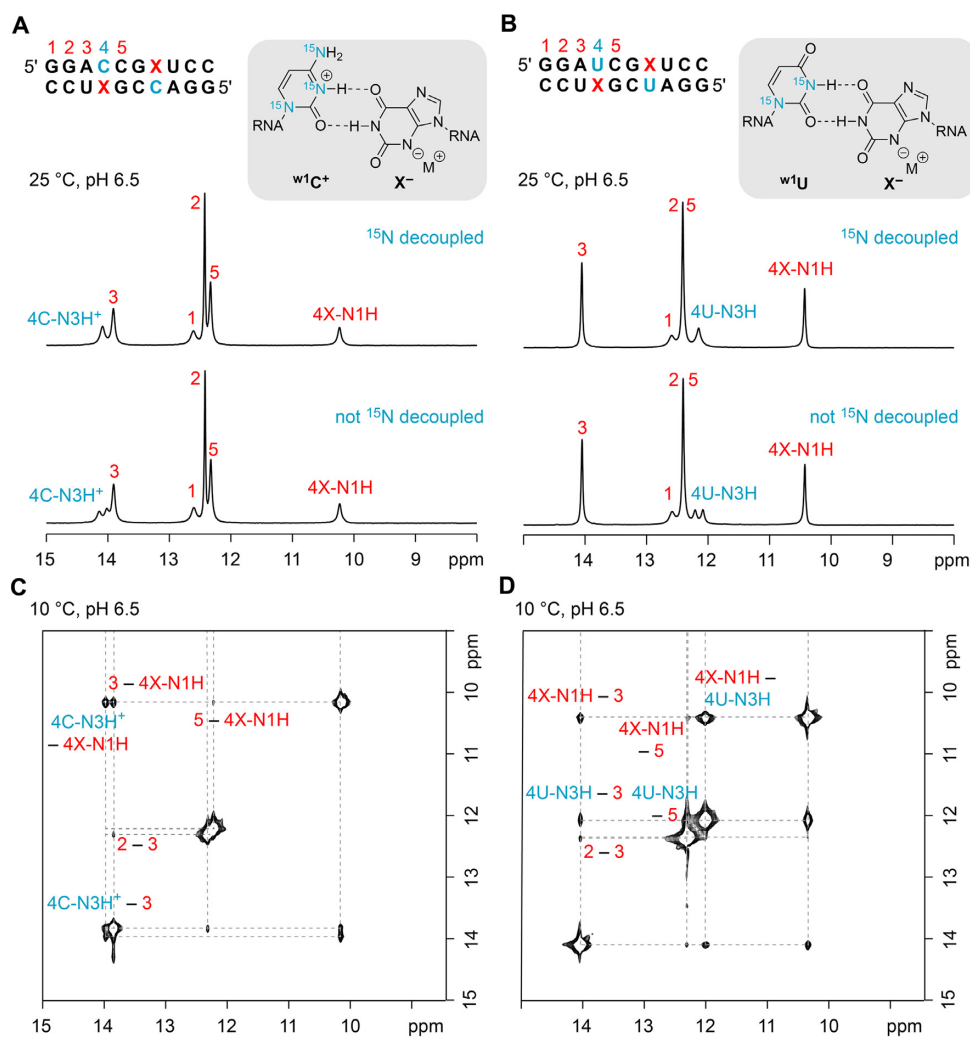 A
1 2 3 4 5
5' G G A C C G X U C C
C C U X G C C A G G 5'
15N
NH2
⊕
15N
H
O
N
N
15N
N
RNA
O
H
N
N
RNA
O
N
⊖
M⊕
w1C+
X−
25 °C, pH 6.5
15N decoupled
2
5
3
4C-N3H+
1
4X-N1H
not 15N decoupled
2
5
3
4C-N3H+
1
4X-N1H
15 14 13 12 11 10 9 ppm
B
1 2 3 4 5
5' G G A U C G X U C C
C C U X G C U A G G 5'
O
15N
H
O
N
N
15N
N
RNA
O
H
N
N
RNA
O
N
⊖
M⊕
w1U
X−
25 °C, pH 6.5
15N decoupled
2 5
3
4X-N1H
1
4U-N3H
not 15N decoupled
2 5
3
4X-N1H
1
4U-N3H
14 13 12 11 10 9 ppm
C
10 °C, pH 6.5
3 – 4X-N1H
4C-N3H+
– 4X-N1H
5 – 4X-N1H
2 – 3
4C-N3H+ – 3
ppm
10
11
12
13
14
15
15 14 13 12 11 10 ppm
D
10 °C, pH 6.5
4X-N1H –
4U-N3H
4X-N1H – 3
4X-N1H
– 5
4U-N3H – 3
4U-N3H
– 5
2 – 3
ppm
10
11
12
13
14
15
14 13 12 11 10 ppm